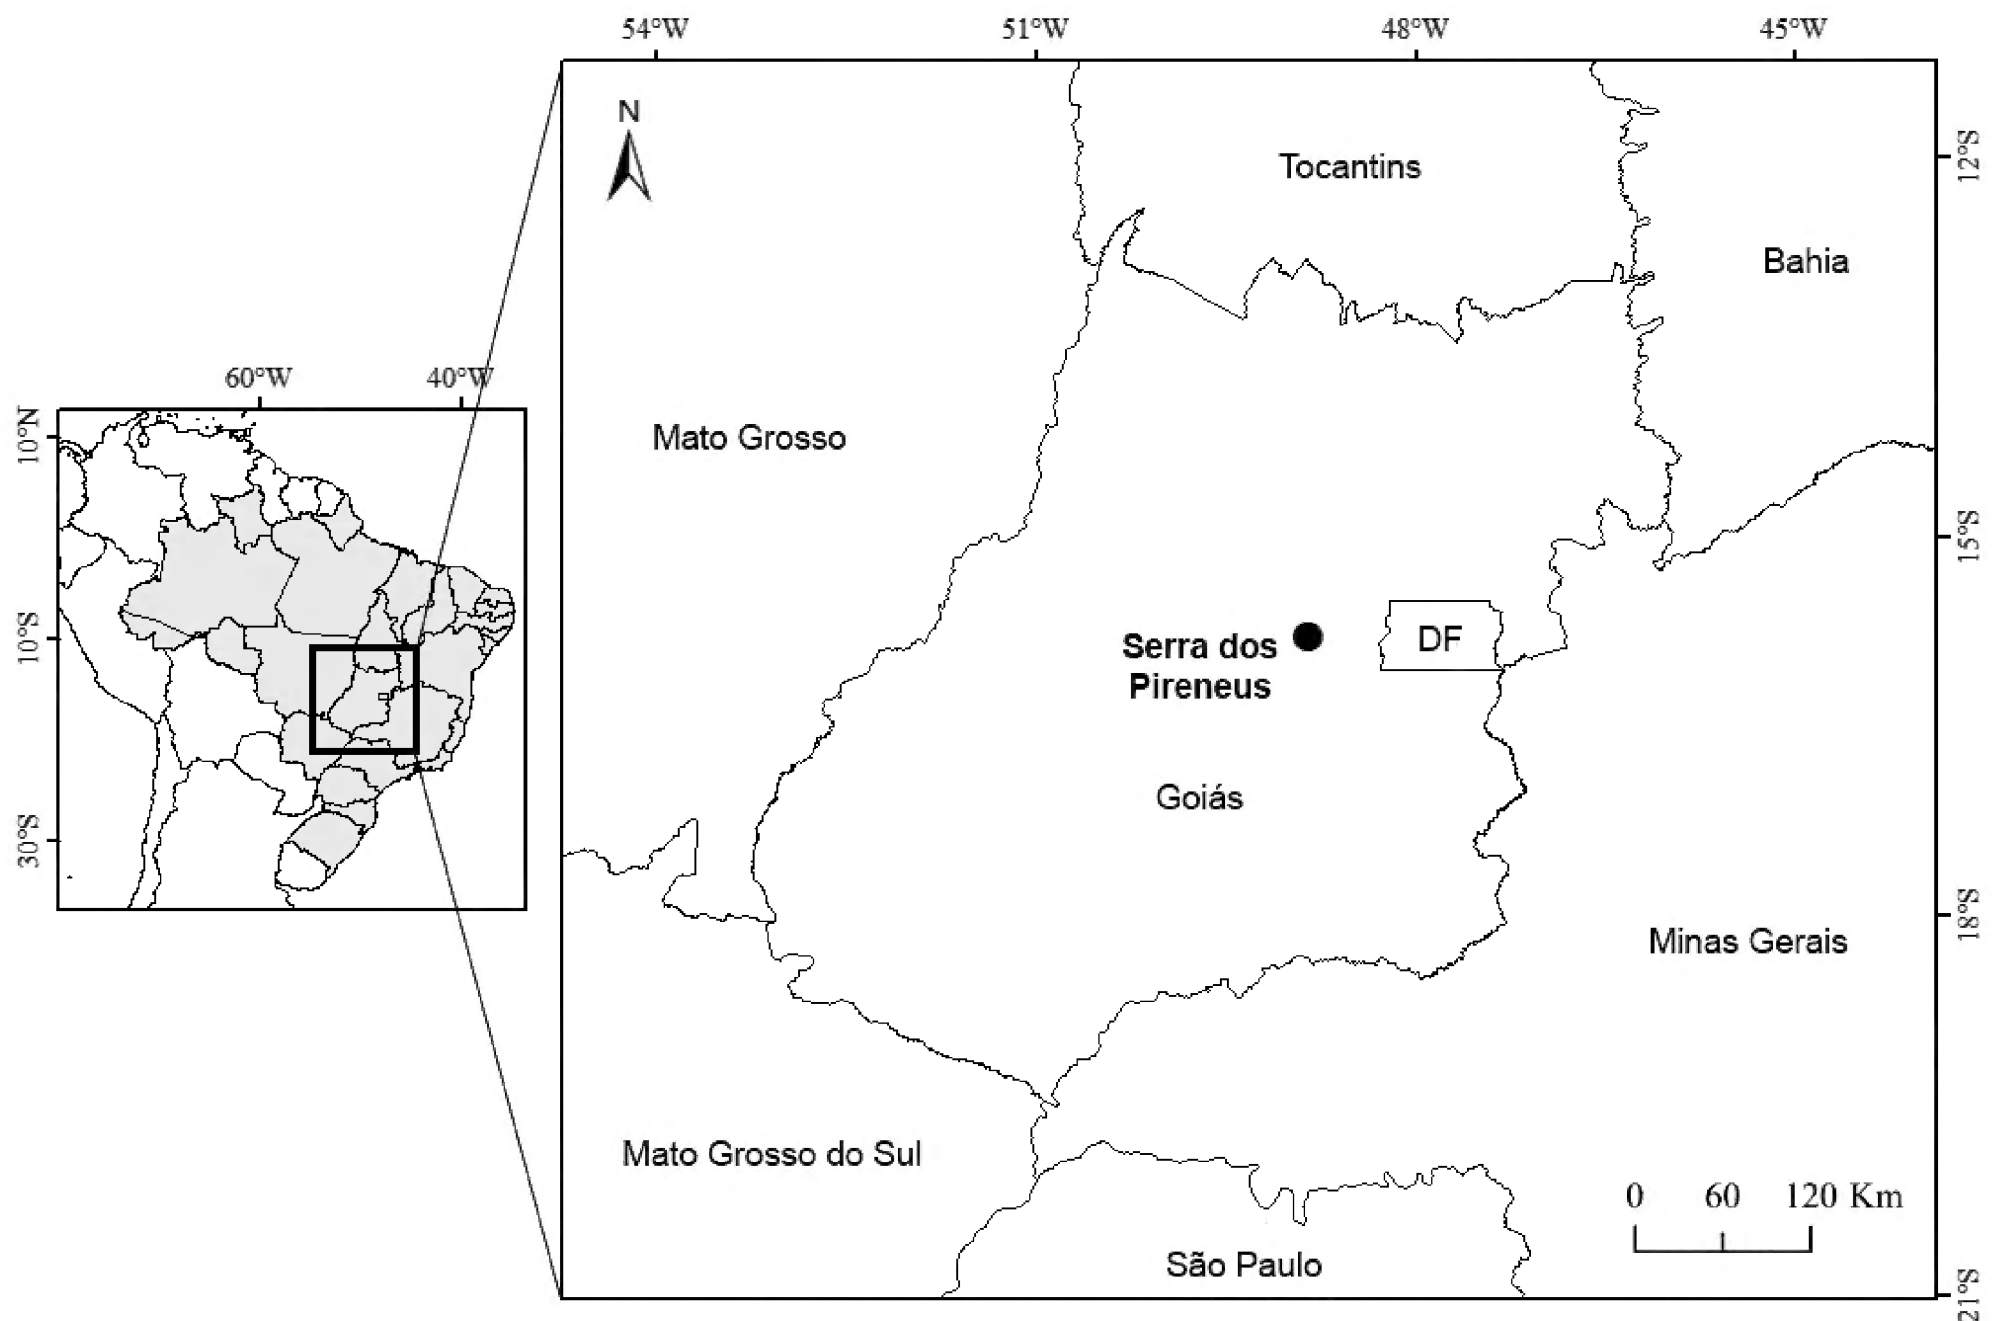 54°W
51°W
48°W
45°W
N
Tocantins
12°S
Bahia
60°W
40°W
10°N
Mato Grosso
15°S
10°S
Serra dos
Pireneus
DF
Goiás
30°S
18°S
Minas Gerais
Mato Grosso do Sul
0 60 120 Km
São Paulo
21°S